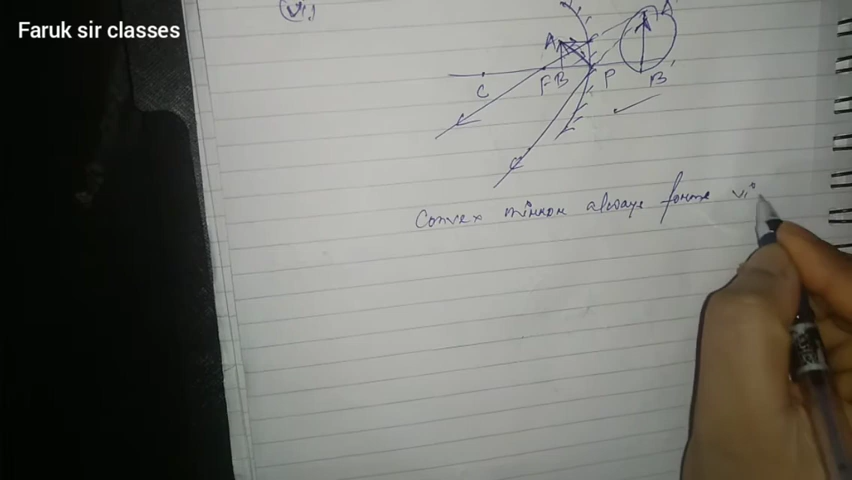 (vi)
Faruk sir classes
A A'
C F B P B'
Convex mirror always forms vi